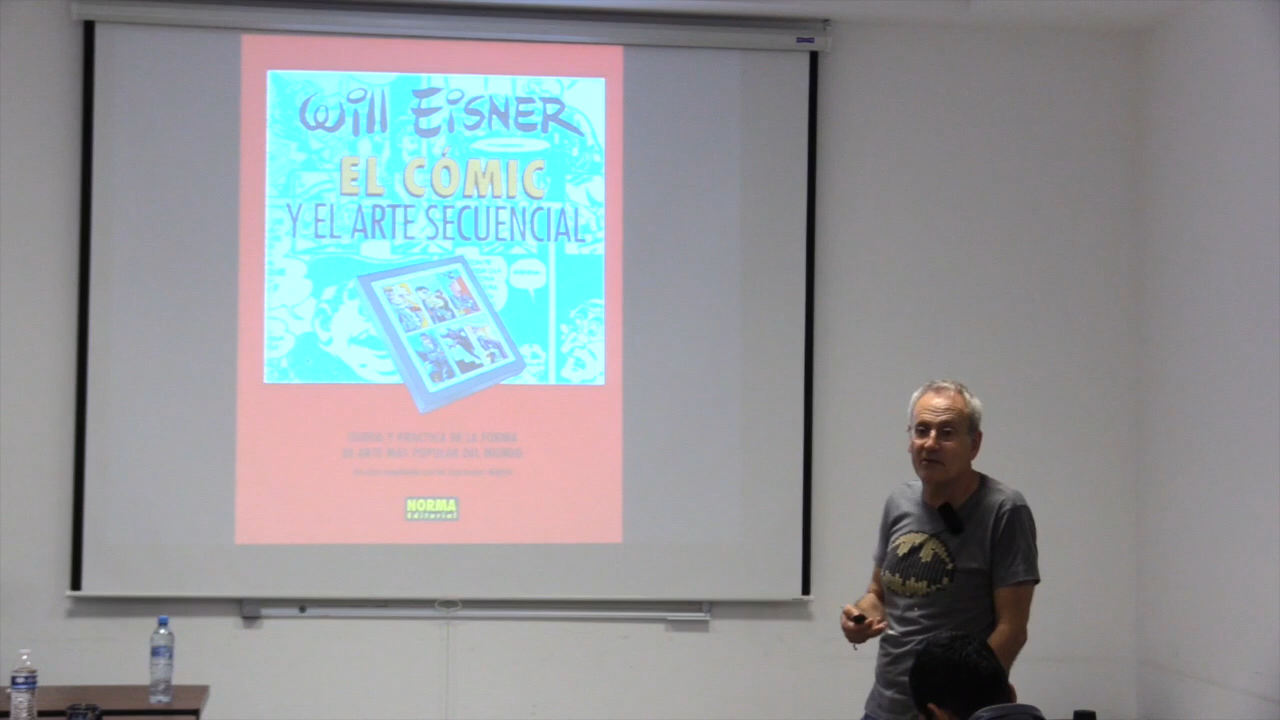 Will EISNER
EL CÓMIC
Y EL ARTE SECUENCIAL
TEORÍA Y PRÁCTICA DE LA FORMA
DE ARTE MÁS POPULAR DEL MUNDO
NORMA
Editorial